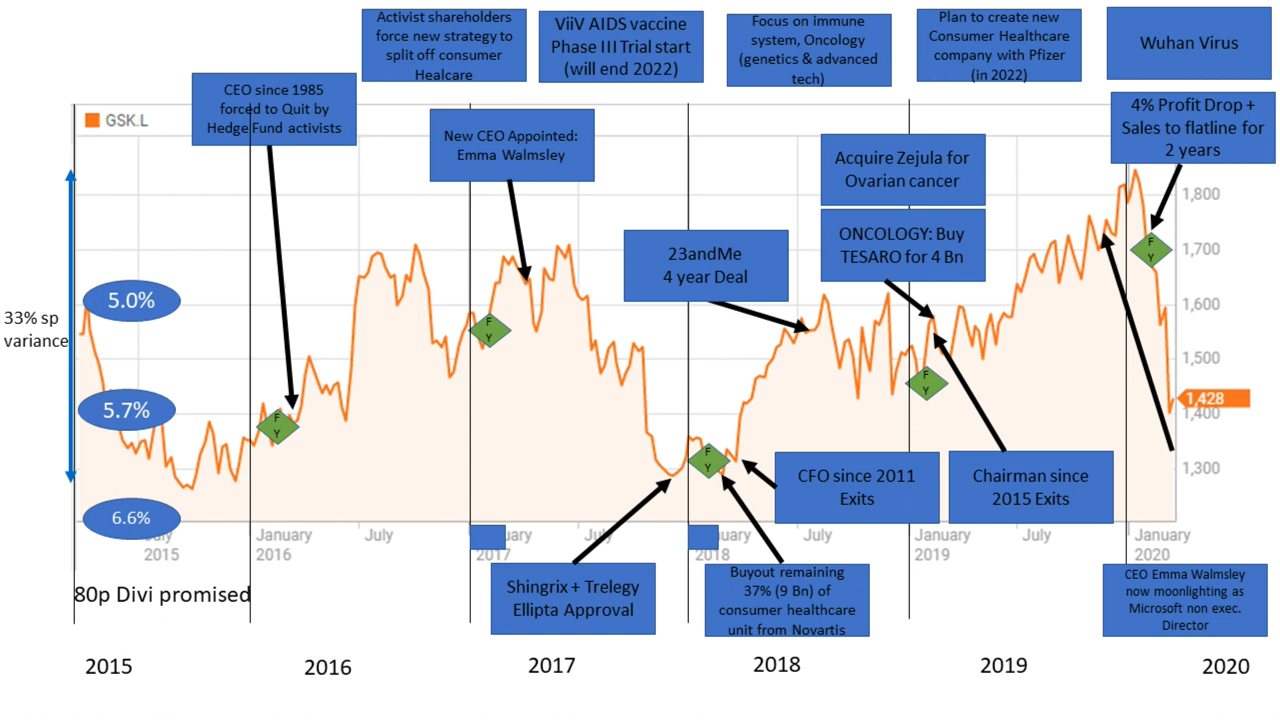 Activist shareholders
force new strategy to
split off consumer
Healcare
ViiV AIDS vaccine
Phase III Trial start
(will end 2022)
Focus on immune
system, Oncology
(genetics & advanced
tech)
Plan to create new
Consumer Healthcare
company with Pfizer
(in 2022)
Wuhan Virus
CEO since 1985
forced to Quit by
Hedge Fund activists
GSK.L
New CEO Appointed:
Emma Walmsley
4% Profit Drop +
Sales to flatline for
2 years
Acquire Zejula for
Ovarian cancer
ONCOLOGY: Buy
TESARO for 4 Bn
23andMe
4 year Deal
1,800
1,700
1,600
1,500
1,428
1,400
1,300
33% sp
variance
5.0%
5.7%
6.6%
F
Y
F
Y
F
Y
F
Y
F
Y
CFO since 2011
Exits
Chairman since
2015 Exits
July
2015
January
2016
July
uary
2017
July
nuary
2018
July
January
2019
July
January
2020
Shingrix + Trelegy
Ellipta Approval
Buyout remaining
37% (9 Bn) of
consumer healthcare
unit from Novartis
CEO Emma Walmsley
now moonlighting as
Microsoft non exec.
Director
80p Divi promised
2015
2016
2017
2018
2019
2020